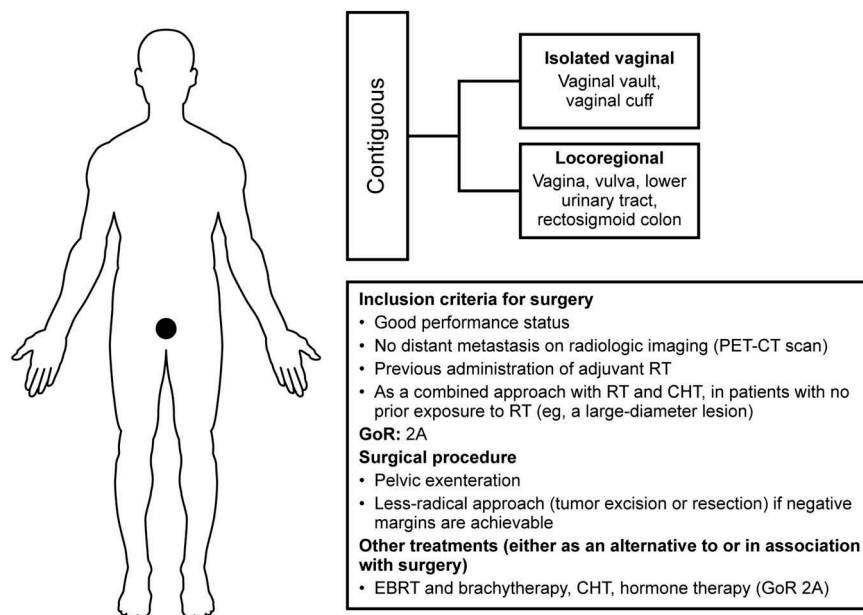 Contiguous
Isolated vaginal
Vaginal vault,
vaginal cuff
Locoregional
Vagina, vulva, lower
urinary tract,
rectosigmoid colon
Inclusion criteria for surgery
• Good performance status
• No distant metastasis on radiologic imaging (PET-CT scan)
• Previous administration of adjuvant RT
• As a combined approach with RT and CHT, in patients with no
prior exposure to RT (eg, a large-diameter lesion)
GoR: 2A
Surgical procedure
• Pelvic exenteration
• Less-radical approach (tumor excision or resection) if negative
margins are achievable
Other treatments (either as an alternative to or in association
with surgery)
• EBRT and brachytherapy, CHT, hormone therapy (GoR 2A)